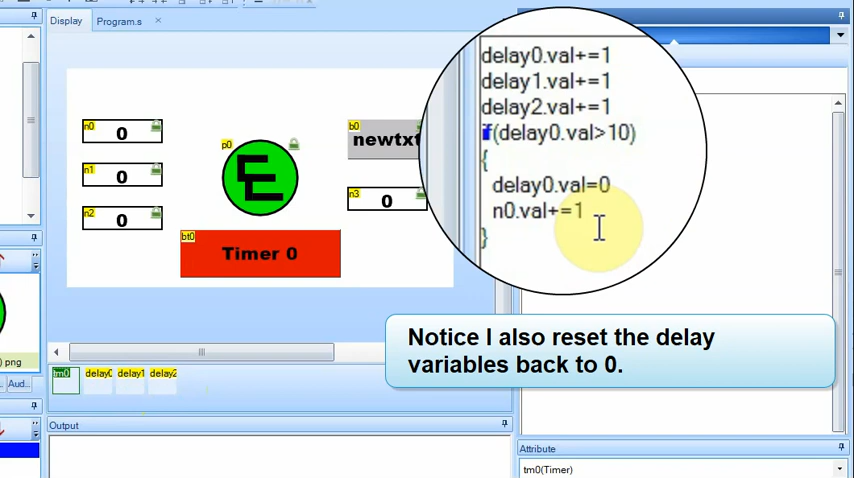 Display
Program.s
×
n0
0
n1
0
n2
0
p0
b0
newtxt
n3
0
bt0
Timer 0
delay0.val+=1
delay1.val+=1
delay2.val+=1
if(delay0.val>10)
{
delay0.val=0
n0.val+=1
}
Notice I also reset the delay
variables back to 0.
) png
Aud...
tm0
delay0
delay1
delay2
Output
Attribute
tm0(Timer)